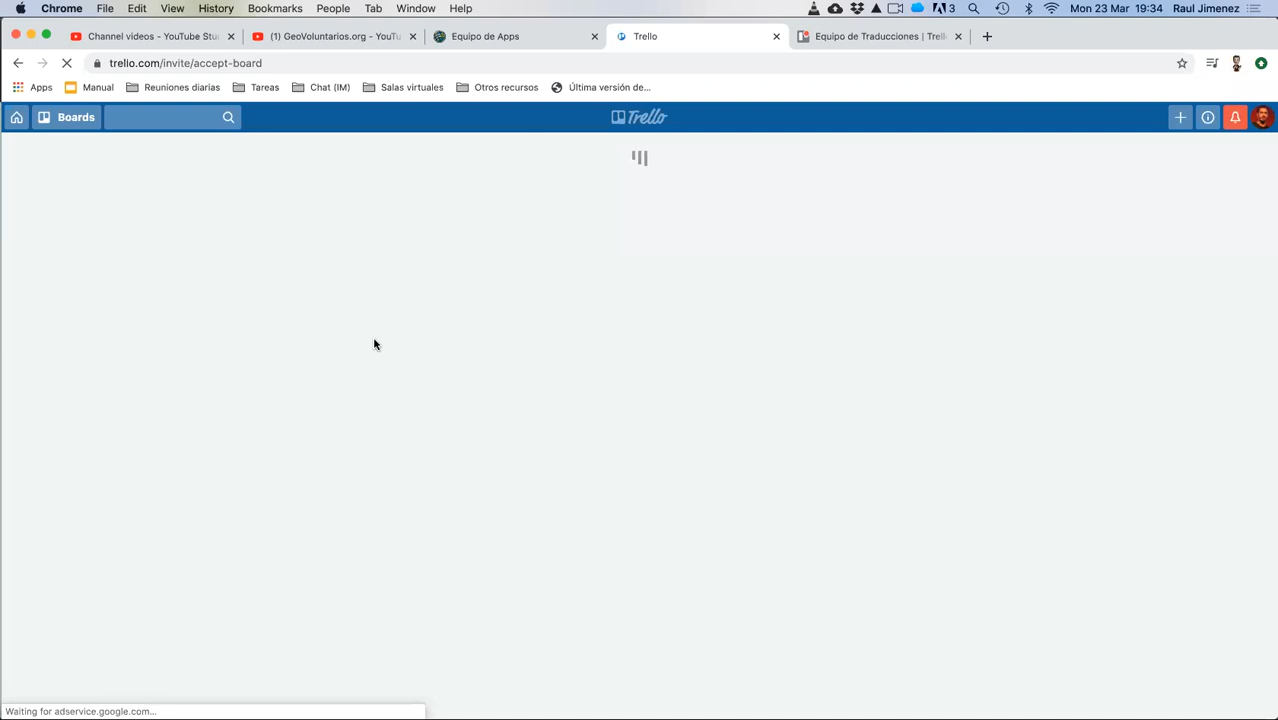 Chrome File Edit View History Bookmarks People Tab Window Help 3 Mon 23 Mar 19:34 Raul Jimenez
Channel videos - YouTube Stu (1) GeoVoluntarios.org - YouTu Equipo de Apps Trello Equipo de Traducciones | Trell
trello.com/invite/accept-board
Apps Manual Reuniones diarias Tareas Chat (IM) Salas virtuales Otros recursos Última versión de...
Boards Trello
Waiting for adservice.google.com...